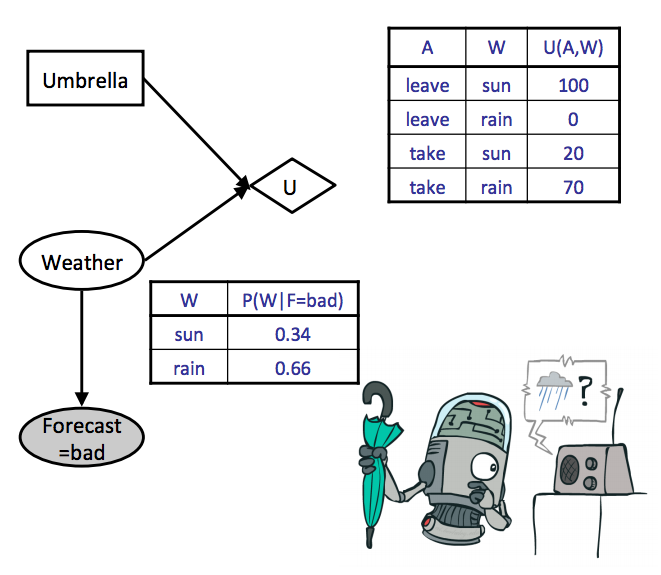 Umbrella
U
Weather
Forecast
=bad
A W U(A,W)
leave sun 100
leave rain 0
take sun 20
take rain 70
W P(W|F=bad)
sun 0.34
rain 0.66
?